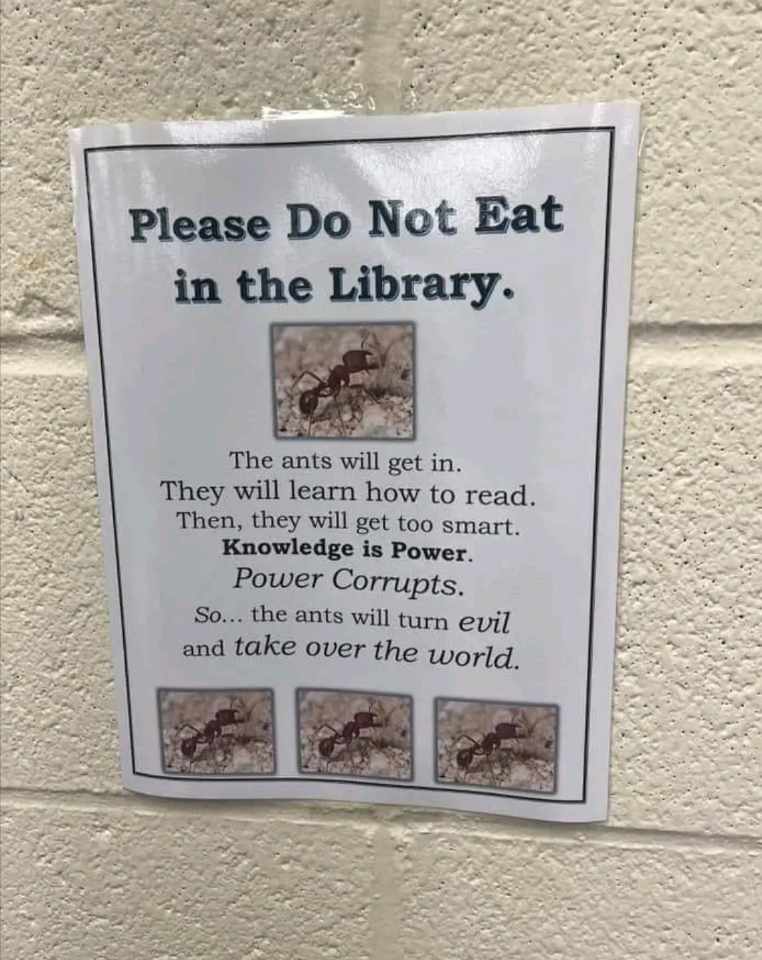 Please Do Not Eat
in the Library.
The ants will get in.
They will learn how to read.
Then, they will get too smart.
Knowledge is Power.
Power Corrupts.
So... the ants will turn evil
and take over the world.